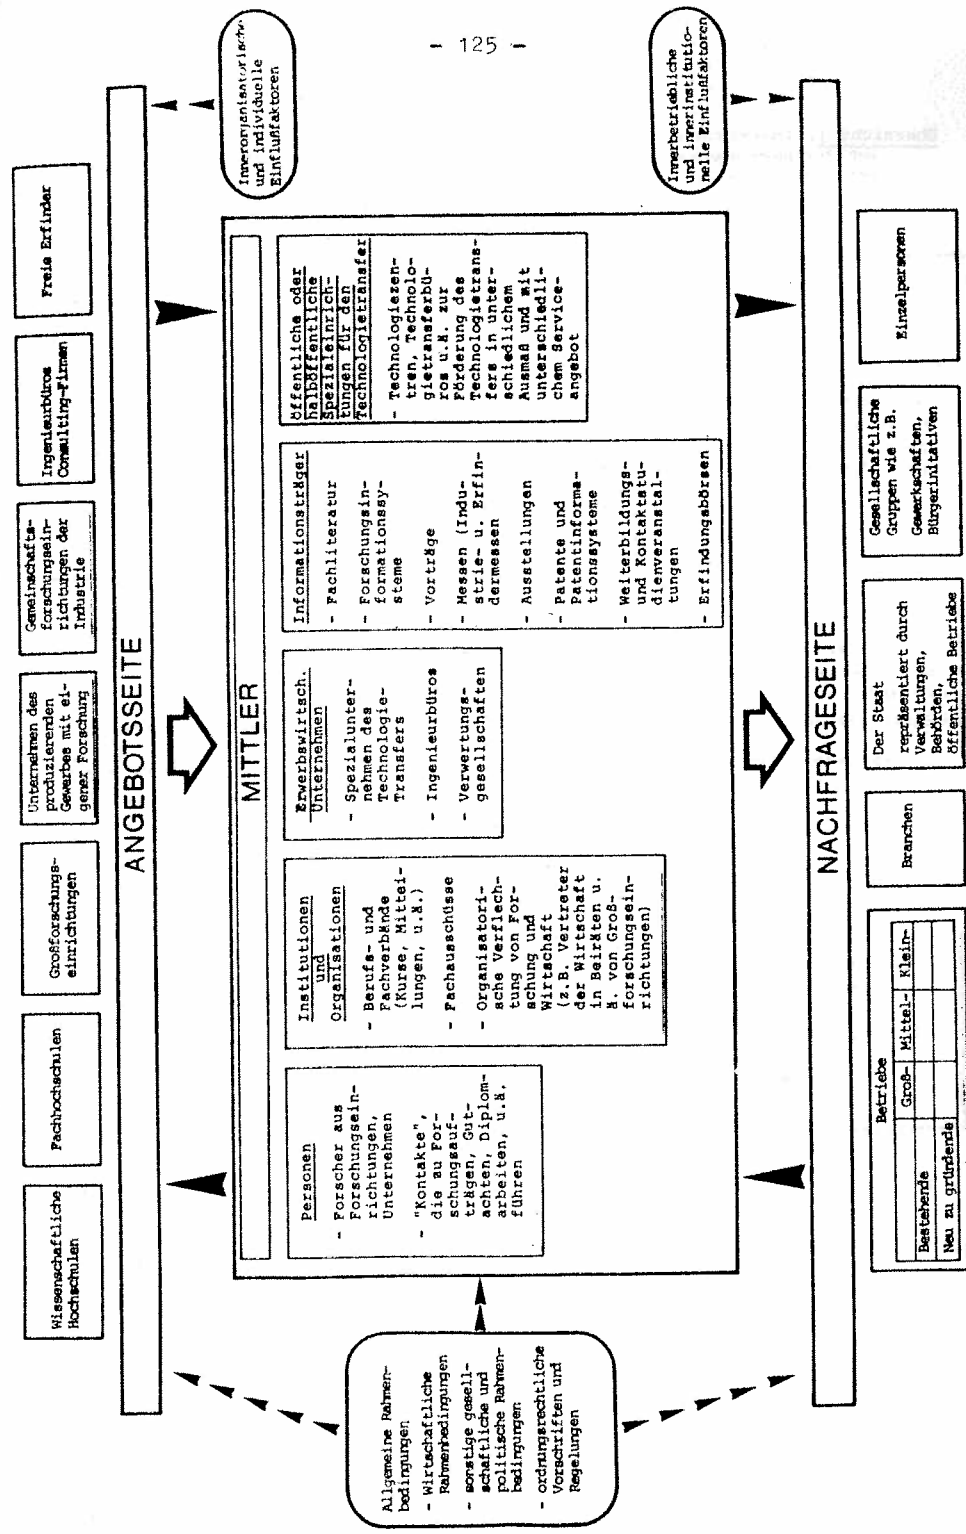 - 125 -
Wissenschaftliche
Hochschulen
Fachhochschulen
Großforschungs-
einrichtungen
Unternehmen des
produzierenden
Gewerbes mit ei-
gener Forschung
Gemeinschafts-
forschungsein-
richtungen der
Industrie
Ingenieurbüros
Consulting-Firmen
Freie Erfinder
ANGEBOTSSEITE
Innerorganisatorische
und individuelle
Einflußfaktoren
Allgemeine Rahmen-
bedingungen
- Wirtschaftliche
Rahmenbedingungen
- sonstige gesell-
schaftliche und
politische Rahmen-
bedingungen
- ordnungsrechtliche
Vorschriften und
Regelungen
MITTLER
Personen
- Forscher aus
Forschungsein-
richtungen,
Unternehmen
- "Kontakte",
die zu For-
schungsauf-
trägen, Gut-
achten, Diplom-
arbeiten, u.ä.
führen
Institutionen
und
Organisationen
- Berufs- und
Fachverbände
(Kurse, Mittei-
lungen, u.ä.)
- Fachausschüsse
- Organisatori-
sche Verflech-
tung von For-
schung und
Wirtschaft
(z.B. Vertreter
der Wirtschaft
in Beiräten u.
ä. von Groß-
forschungsein-
richtungen)
Erwerbswirtsch.
Unternehmen
- Spezialunter-
nehmen des
Technologie-
Transfers
- Ingenieurbüros
- Verwertungs-
gesellschaften
Informationsträger
- Fachliteratur
- Forschungsin-
formationssy-
steme
- Vorträge
- Messen (Indu-
strie- u. Erfin-
dermessen
- Ausstellungen
- Patente und
Patentinforma-
tionssysteme
- Weiterbildungs-
und Kontaktstu-
dienveranstal-
tungen
- Erfindungsbörsen
öffentliche oder
halböffentliche
Spezialeinrich-
tungen für den
Technologietransfer
- Technologiezen-
tren, Technolo-
gietransferbü-
ros u.ä. zur
Förderung des
Technologietrans-
fers in unter-
schiedlichem
Ausmaß und mit
unterschiedli-
chem Service-
angebot
Innerbetriebliche
und innerinstitutio-
nelle Einflußfaktoren
NACHFRAGESEITE
Betriebe
Groß- Mittel- Klein-
Bestehende
Neu zu gründende
Branchen
Der Staat
repräsentiert durch
Verwaltungen,
Behörden,
öffentliche Betriebe
Gesellschaftliche
Gruppen wie z.B.
Gewerkschaften,
Bürgerinitativen
Einzelpersonen